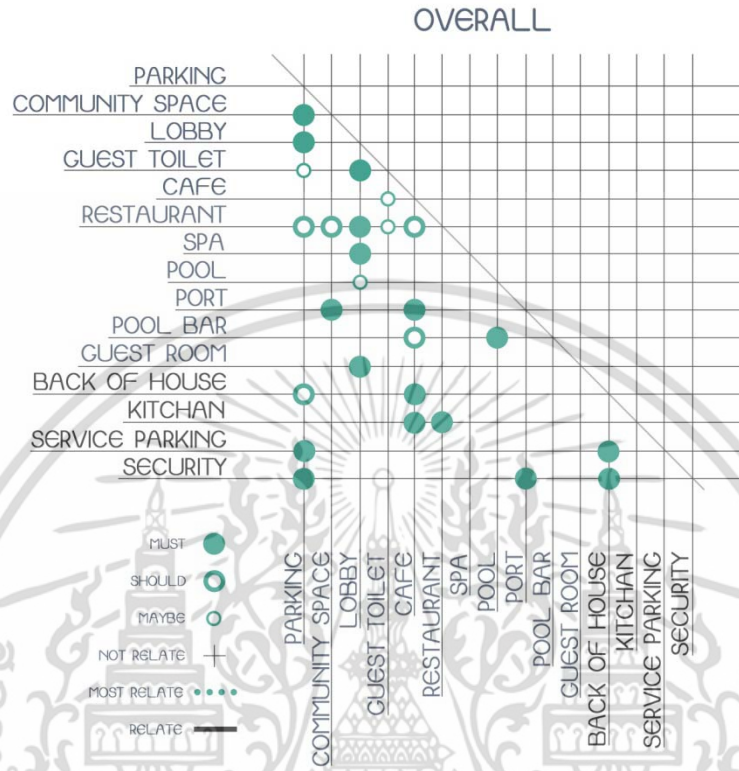 OVERALL
PARKING
COMMUNITY SPACE
LOBBY
GUEST TOILET
CAFE
RESTAURANT
SPA
POOL
PORT
POOL BAR
GUEST ROOM
BACK OF HOUSE
KITCHAN
SERVICE PARKING
SECURITY
MUST
SHOULD
MAYBE
NOT RELATE
MOST RELATE
RELATE
PARKING
COMMUNITY SPACE
LOBBY
GUEST TOILET
CAFE
RESTAURANT
SPA
POOL
PORT
POOL BAR
GUEST ROOM
BACK OF HOUSE
KITCHAN
SERVICE PARKING
SECURITY